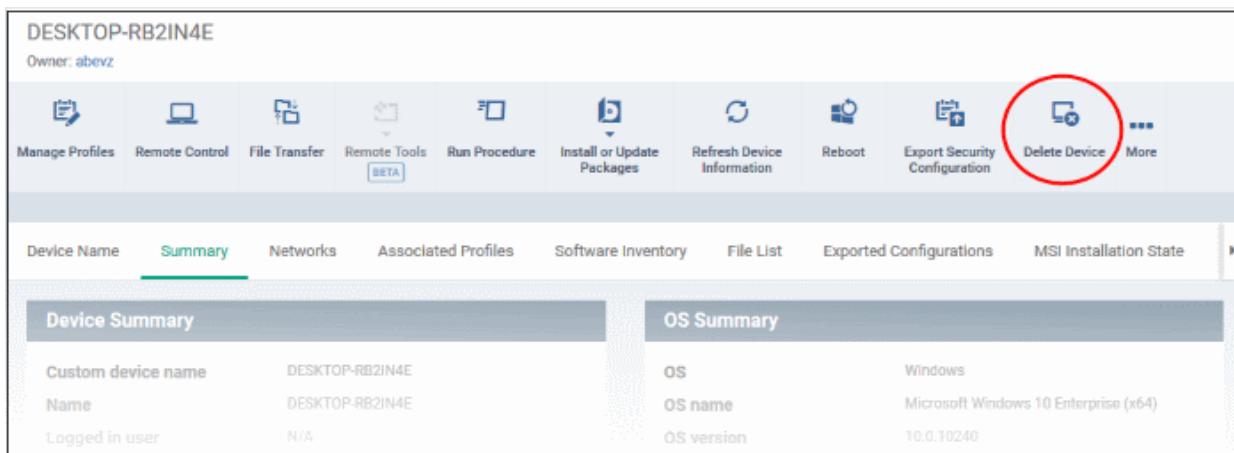 DESKTOP-RB2IN4E
Owner: abevz
Manage Profiles Remote Control File Transfer Remote Tools Run Procedure Install or Update Refresh Device Reboot Export Security Delete Device More
BETA Packages Information Configuration
Device Name Summary Networks Associated Profiles Software Inventory File List Exported Configurations MSI Installation State
Device Summary OS Summary
Custom device name DESKTOP-RB2IN4E OS Windows
Name DESKTOP-RB2IN4E OS name Microsoft Windows 10 Enterprise (x64)
Logged in user N/A OS version 10.0.10240